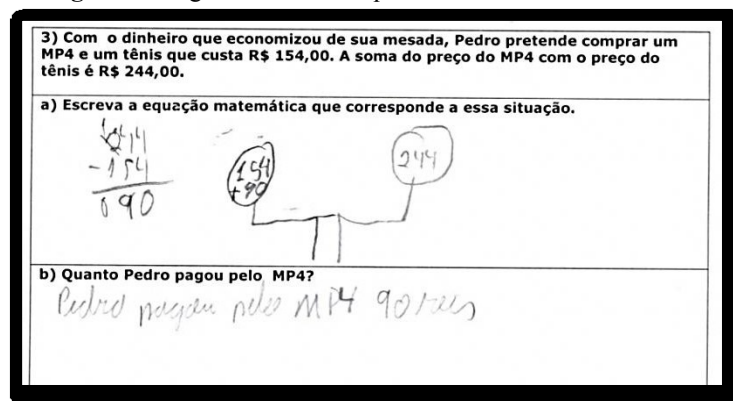 3) Com o dinheiro que economizou de sua mesada, Pedro pretende comprar um
MP4 e um tênis que custa R$ 154,00. A soma do preço do MP4 com o preço do
tênis é R$ 244,00.
a) Escreva a equação matemática que corresponde a essa situação.
244
- 154
090
154
+90
244
b) Quanto Pedro pagou pelo MP4?
Pedro pagou pelo MP4 90 reais